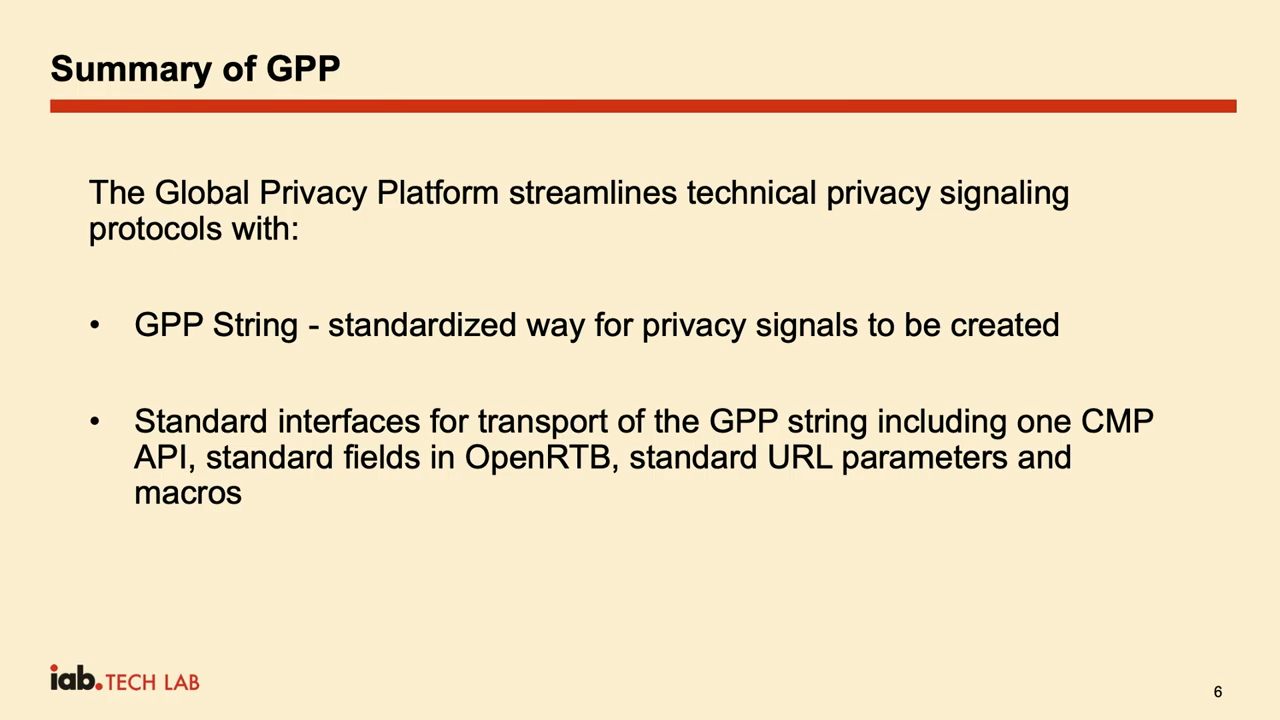 Summary of GPP
The Global Privacy Platform streamlines technical privacy signaling
protocols with:
• GPP String - standardized way for privacy signals to be created
• Standard interfaces for transport of the GPP string including one CMP
API, standard fields in OpenRTB, standard URL parameters and
macros
iab.TECH LAB
6